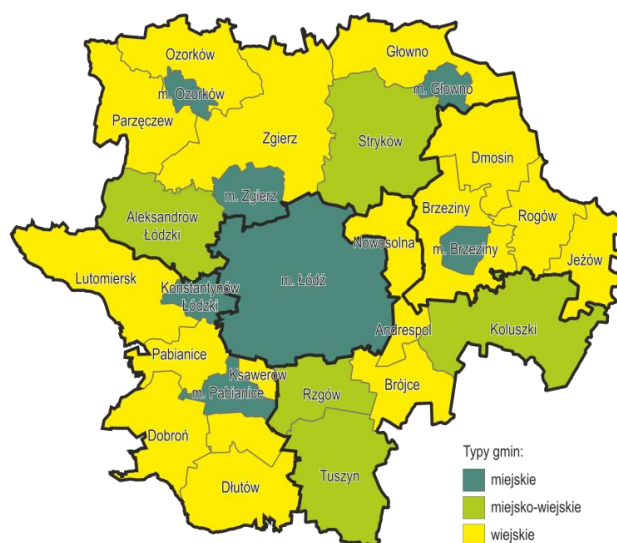 Ozorków
Głowno
m. Ozorków
m. Głowno
Parzęczew
Zgierz
Stryków
Dmosin
m. Zgierz
Brzeziny
Rogów
Aleksandrów
Łódzki
Nowosolna
m. Brzeziny
Jeżów
Lutomiersk
m. Łódź
Konstantynów
Łódzki
Andrespol
Koluszki
Pabianice
Ksawerów
Brójce
m. Pabianice
Rzgów
Dobroń
Typy gmin:
Tuszyn
miejskie
Dłutów
miejsko-wiejskie
wiejskie